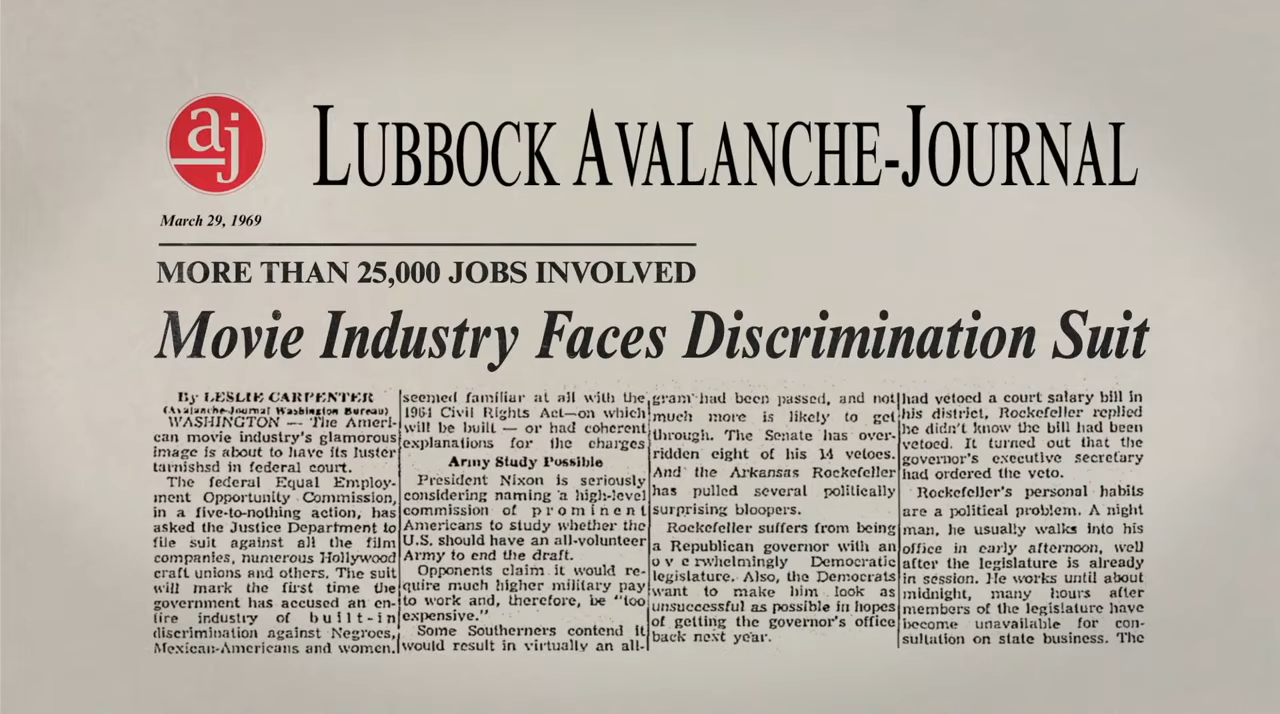 aj
LUBBOCK AVALANCHE-JOURNAL
March 29, 1969
MORE THAN 25,000 JOBS INVOLVED
Movie Industry Faces Discrimination Suit
By LESLIE CARPENTER
(Avalanche-Journal Washington Bureau)
WASHINGTON — The Ameri-
can movie industry's glamorous
image is about to have its luster
tarnishsd in federal court.
The federal Equal Employ-
ment Opportunity Commission,
in a five-to-nothing action, has
asked the Justice Department to
file suit against all the film
companies, numerous Hollywood
craft unions and others. The suit
will mark the first time the
government has accused an en-
tire industry of built-in
discrimination against Negroes,
Mexican-Americans and women.
seemed familiar at all with the
1964 Civil Rights Act—on which
will be built — or had coherent
explanations for the charges
Army Study Possible
President Nixon is seriously
considering naming a high-level
commission of prominent
Americans to study whether the
U.S. should have an all-volunteer
Army to end the draft.
Opponents claim it would re-
quire much higher military pay
to work and, therefore, be "too
expensive."
Some Southerners contend it
would result in virtually an all-
gram had been passed, and not
much more is likely to get
through. The Senate has over-
ridden eight of his 14 vetoes.
And the Arkansas Rockefeller
has pulled several politically
surprising bloopers.
Rockefeller suffers from being
a Republican governor with an
overwhelmingly Democratic
legislature. Also, the Democrats
want to make him look as
unsuccessful as possible in hopes
of getting the governor's office
back next year.
had vetoed a court salary bill in
his district, Rockefeller replied
he didn't know the bill had been
vetoed. It turned out that the
governor's executive secretary
had ordered the veto.
Rockefeller's personal habits
are a political problem. A night
man, he usually walks into his
office in early afternoon, well
after the legislature is already
in session. He works until about
midnight, many hours after
members of the legislature have
become unavailable for con-
sultation on state business. The